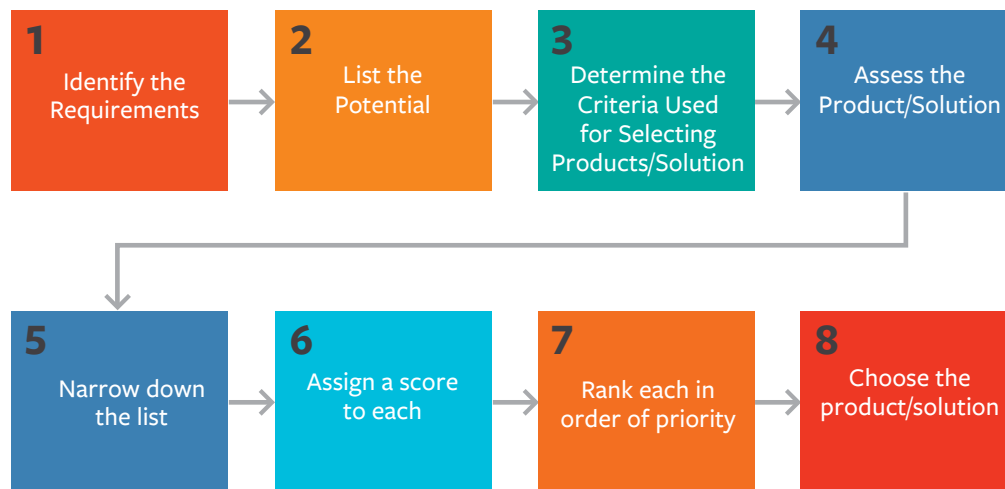 1
Identify the
Requirements
2
List the
Potential
3
Determine the
Criteria Used
for Selecting
Products/Solution
4
Assess the
Product/Solution
5
Narrow down
the list
6
Assign a score
to each
7
Rank each in
order of priority
8
Choose the
product/solution